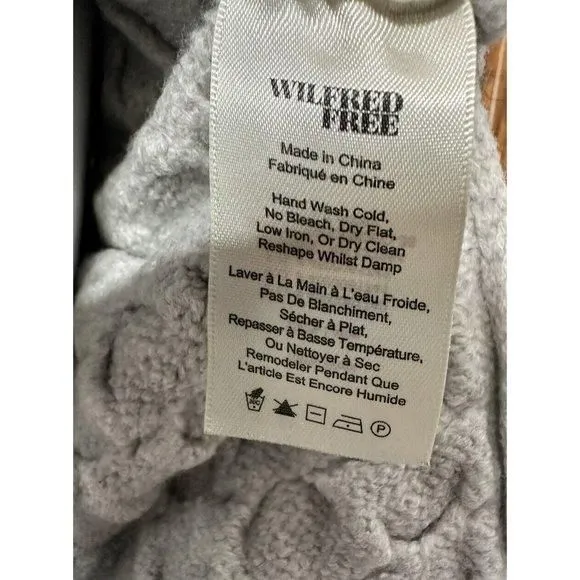 WILFRED
FREE
Made in China
Fabriqué en Chine
Hand Wash Cold,
No Bleach, Dry Flat,
Low Iron, Or Dry Clean
Reshape Whilst Damp
Laver à La Main à L'eau Froide,
Pas De Blanchiment,
Sécher à Plat,
Repasser à Basse Température,
Ou Nettoyer à Sec
Remodeler Pendant Que
L'article Est Encore Humide
30C P